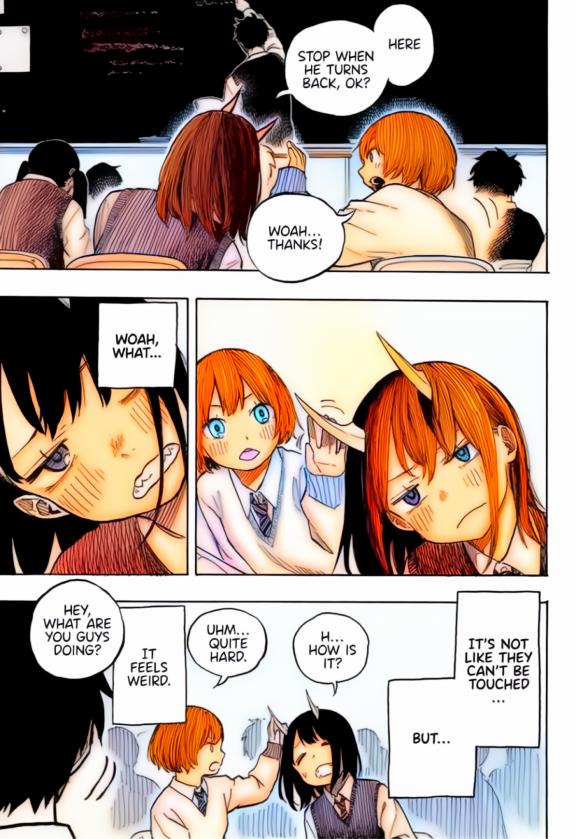 HERE
STOP WHEN
HE TURNS
BACK, OK?
WOAH...
THANKS!
WOAH,
WHAT...
IT'S NOT
LIKE THEY
CAN'T BE
TOUCHED
...
BUT...
H...
HOW IS
IT?
UHM...
QUITE
HARD.
IT
FEELS
WEIRD.
HEY,
WHAT ARE
YOU GUYS
DOING?